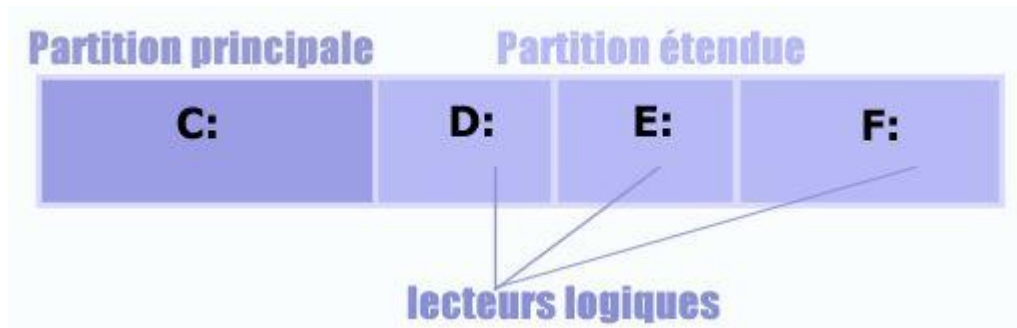 Partition principale
Partition étendue
C:
D:
E:
F:
lecteurs logiques